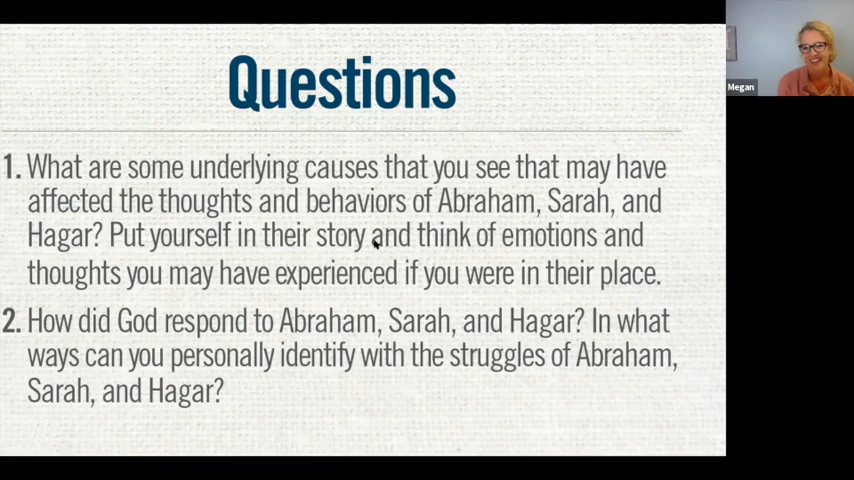 Questions
1. What are some underlying causes that you see that may have
affected the thoughts and behaviors of Abraham, Sarah, and
Hagar? Put yourself in their story and think of emotions and
thoughts you may have experienced if you were in their place.
2. How did God respond to Abraham, Sarah, and Hagar? In what
ways can you personally identify with the struggles of Abraham,
Sarah, and Hagar?
Megan